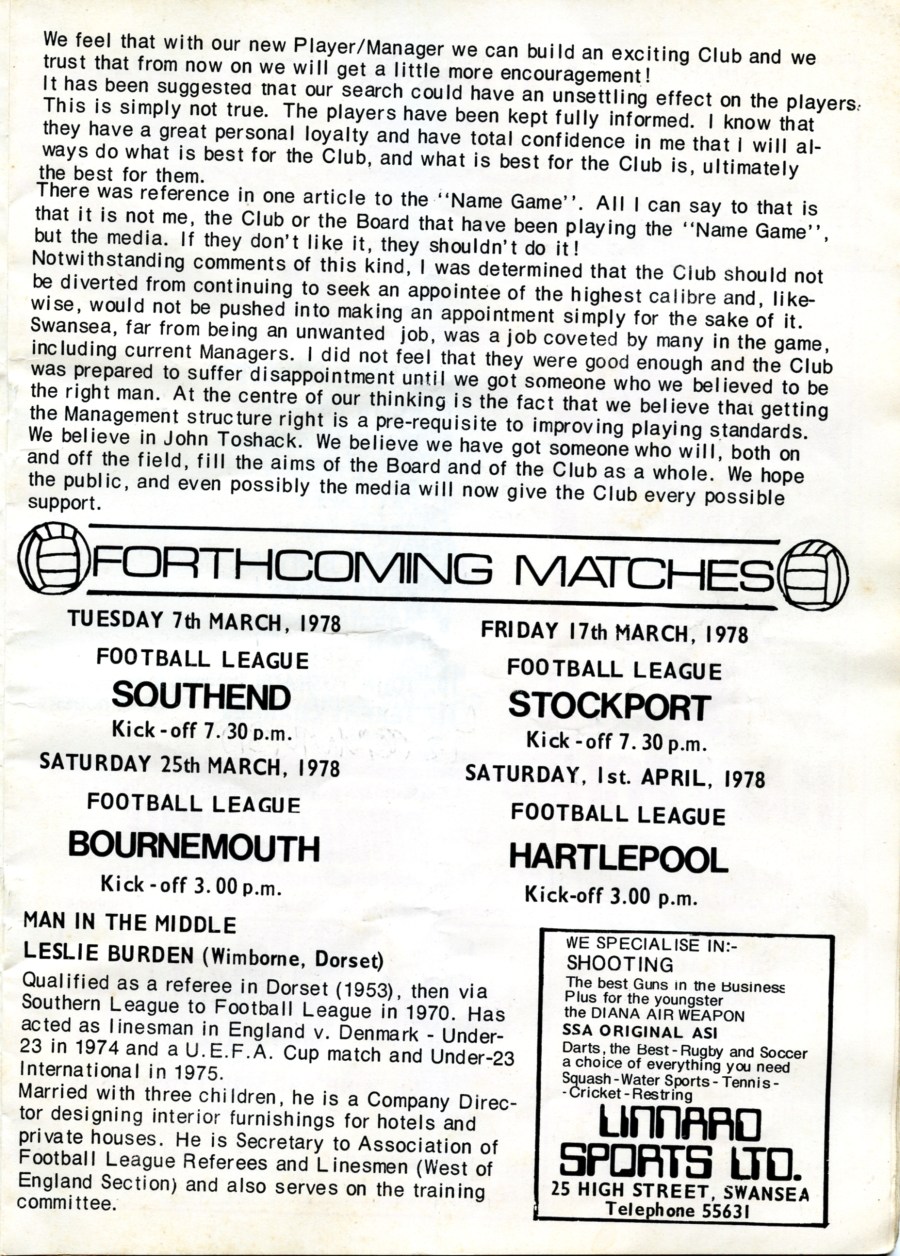 We feel that with our new Player/Manager we can build an exciting Club and we
trust that from now on we will get a little more encouragement!
It has been suggested that our search could have an unsettling effect on the players.
This is simply not true. The players have been kept fully informed. I know that
they have a great personal loyalty and have total confidence in me that I will al-
ways do what is best for the Club, and what is best for the Club is, ultimately
the best for them.
There was reference in one article to the ''Name Game''. All I can say to that is
that it is not me, the Club or the Board that have been playing the ''Name Game'',
but the media. If they don't like it, they shouldn't do it!
Notwithstanding comments of this kind, I was determined that the Club should not
be diverted from continuing to seek an appointee of the highest calibre and, like-
wise, would not be pushed into making an appointment simply for the sake of it.
Swansea, far from being an unwanted job, was a job coveted by many in the game,
including current Managers. I did not feel that they were good enough and the Club
was prepared to suffer disappointment until we got someone who we believed to be
the right man. At the centre of our thinking is the fact that we believe that getting
the Management structure right is a pre-requisite to improving playing standards.
We believe in John Toshack. We believe we have got someone who will, both on
and off the field, fill the aims of the Board and of the Club as a whole. We hope
the public, and even possibly the media will now give the Club every possible
support.
FORTHCOMING MATCHES
TUESDAY 7th MARCH, 1978
FOOTBALL LEAGUE
SOUTHEND
Kick-off 7.30 p.m.
SATURDAY 25th MARCH, 1978
FOOTBALL LEAGUE
BOURNEMOUTH
Kick-off 3.00 p.m.
FRIDAY 17th MARCH, 1978
FOOTBALL LEAGUE
STOCKPORT
Kick-off 7.30 p.m.
SATURDAY, 1st. APRIL, 1978
FOOTBALL LEAGUE
HARTLEPOOL
Kick-off 3.00 p.m.
MAN IN THE MIDDLE
LESLIE BURDEN (Wimborne, Dorset)
Qualified as a referee in Dorset (1953), then via
Southern League to Football League in 1970. Has
acted as linesman in England v. Denmark - Under-
23 in 1974 and a U.E.F.A. Cup match and Under-23
International in 1975.
Married with three children, he is a Company Direc-
tor designing interior furnishings for hotels and
private houses. He is Secretary to Association of
Football League Referees and Linesmen (West of
England Section) and also serves on the training
committee.
WE SPECIALISE IN:-
SHOOTING
The best Guns in the Business
Plus for the youngster
the DIANA AIR WEAPON
SSA ORIGINAL ASI
Darts, the Best - Rugby and Soccer
a choice of everything you need
Squash - Water Sports - Tennis -
- Cricket - Restring
LINNARD
SPORTS LTD.
25 HIGH STREET, SWANSEA
Telephone 55631